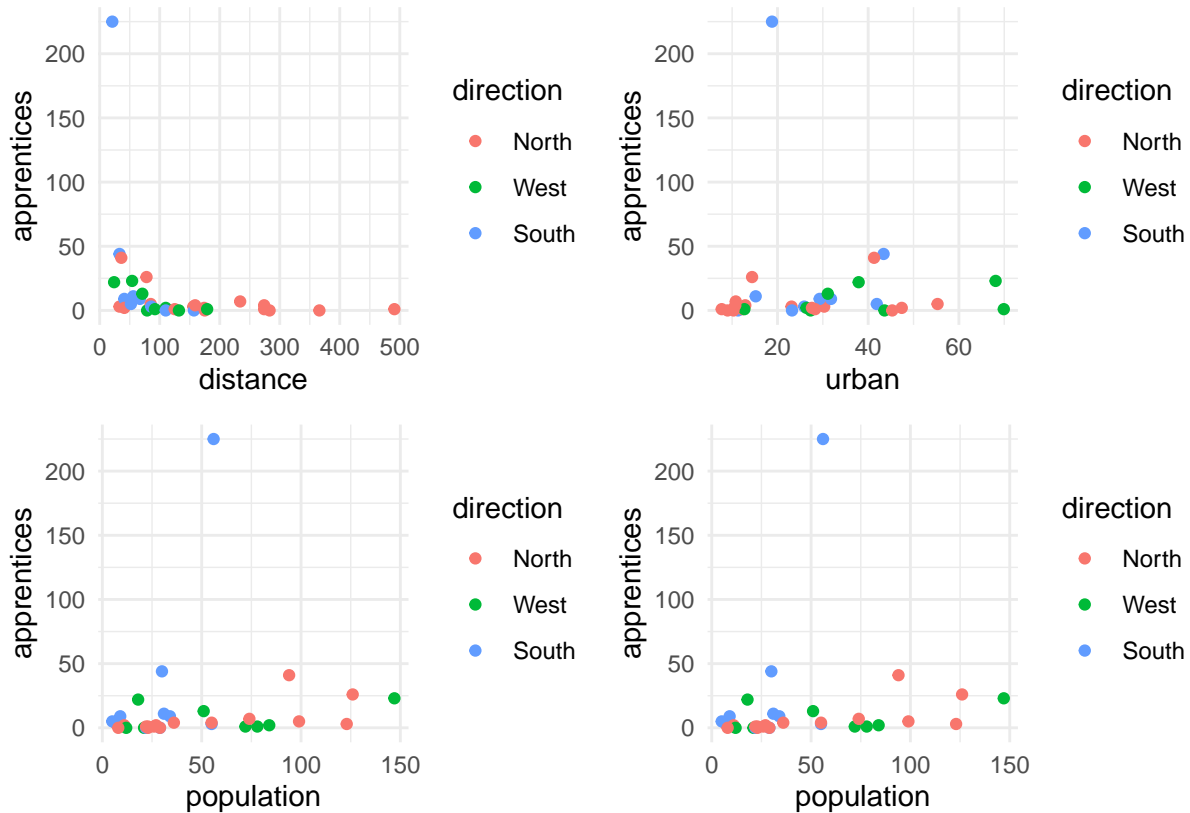 apprentices
200
150
100
50
0
0 100 200 300 400 500
distance
direction
North
West
South
apprentices
200
150
100
50
0
20 40 60
urban
direction
North
West
South
apprentices
200
150
100
50
0
0 50 100 150
population
direction
North
West
South
apprentices
200
150
100
50
0
0 50 100 150
population
direction
North
West
South